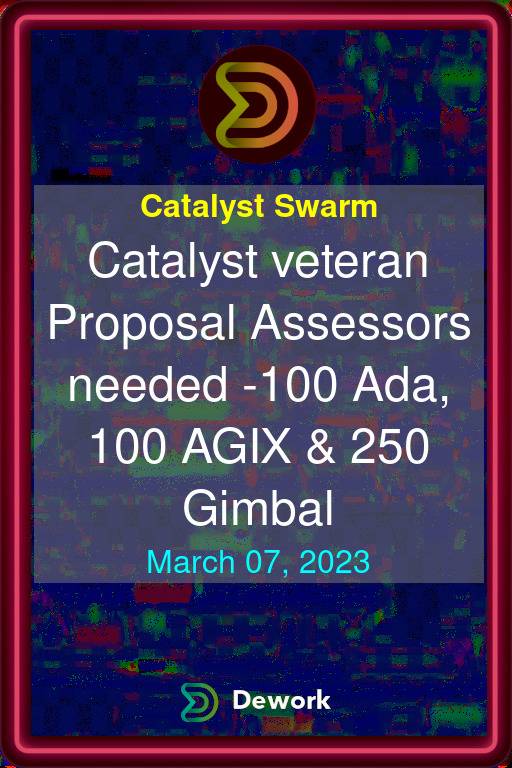 Catalyst Swarm
Catalyst veteran
Proposal Assessors
needed -100 Ada,
100 AGIX & 250
Gimbal
March 07, 2023
Dework